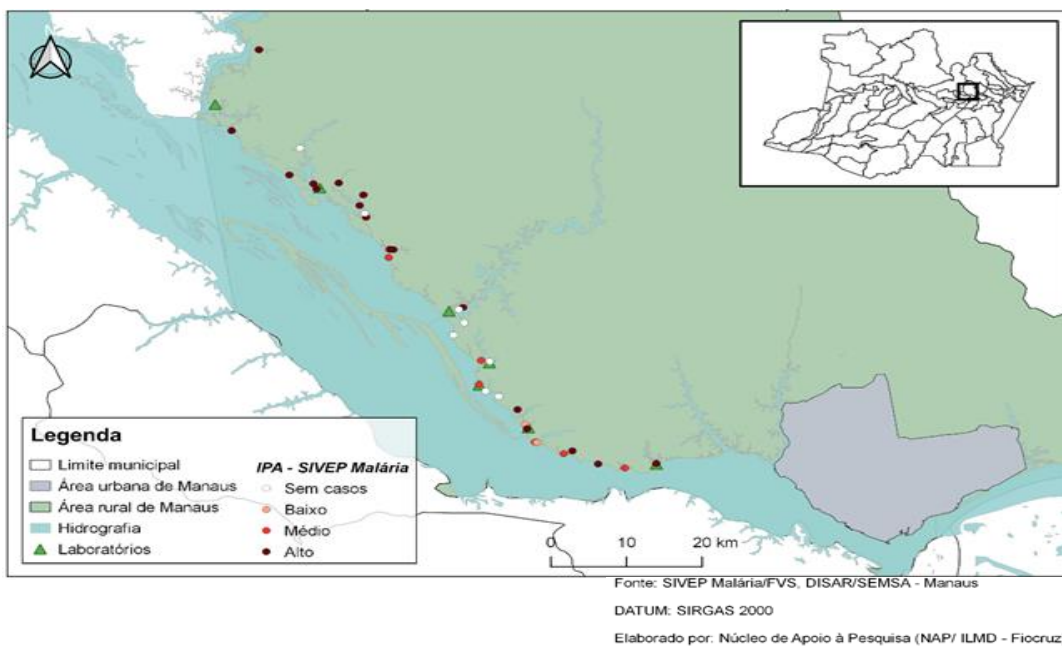 Legenda
Limite municipal
Área urbana de Manaus
Área rural de Manaus
Hidrografia
Laboratórios
IPA - SIVEP Malária
Sem casos
Baixo
Médio
Alto
0 10 20 km
Fonte: SIVEP Malária/FVS, DISAR/SEMSA - Manaus
DATUM: SIRGAS 2000
Elaborado por: Núcleo de Apoio à Pesquisa (NAP/ ILMD - Fiocruz